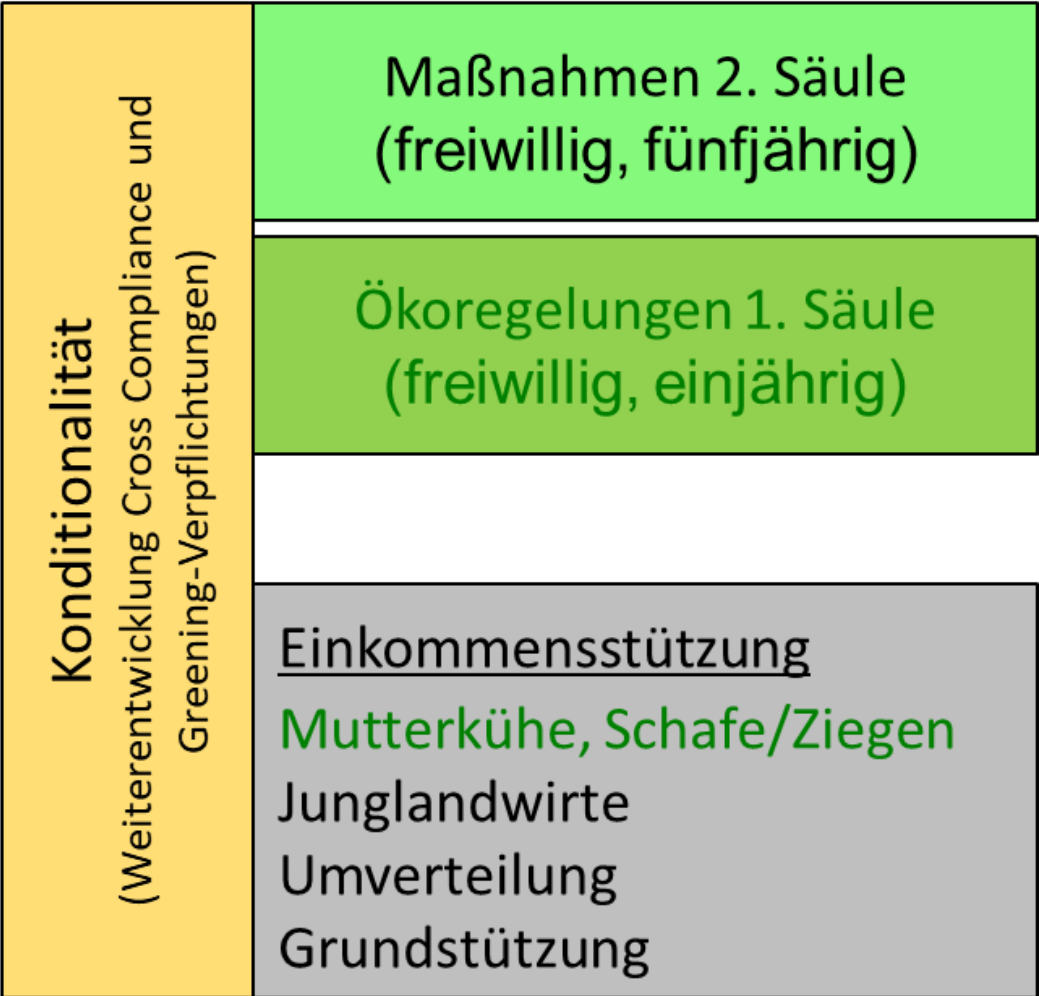 Konditionalität
(Weiterentwicklung Cross Compliance und
Greening-Verpflichtungen)
Maßnahmen 2. Säule
(freiwillig, fünfjährig)
Ökoregelungen 1. Säule
(freiwillig, einjährig)
Einkommensstützung
Mutterkühe, Schafe/Ziegen
Junglandwirte
Umverteilung
Grundstützung